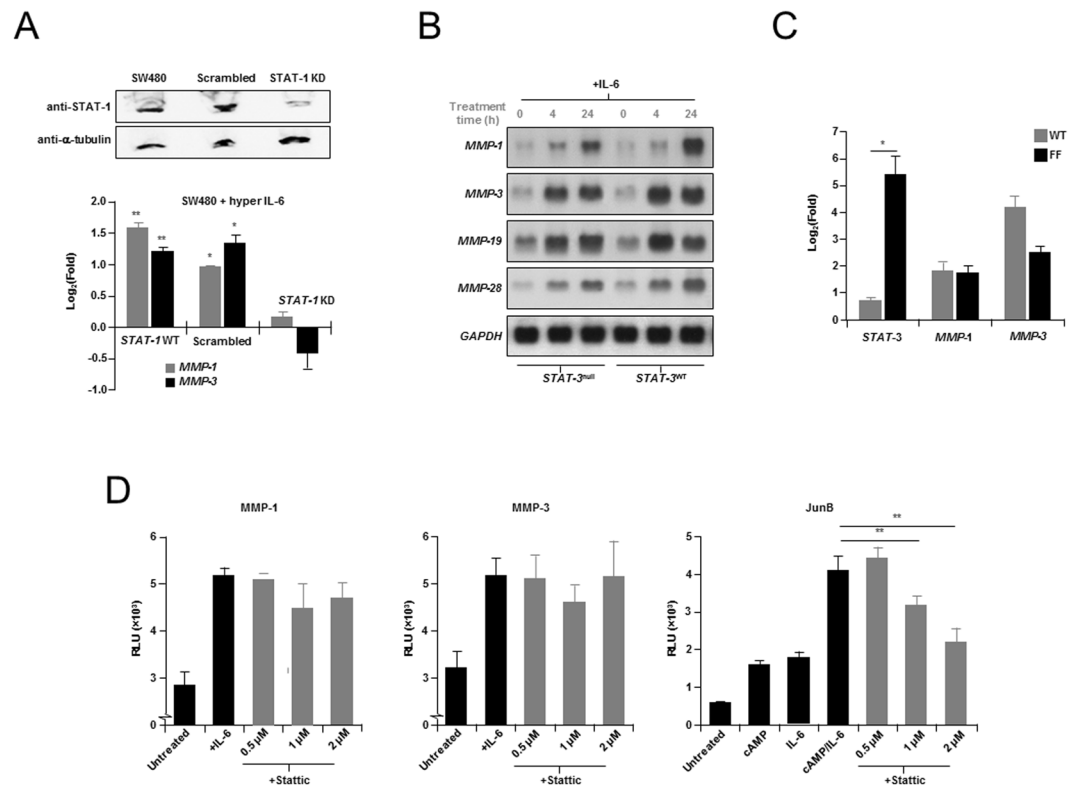 A
SW480 Scrambled STAT-1 KD
anti-STAT-1
anti-α-tubulin
SW480 + hyper IL-6
Log₂(Fold)
2.0
1.5
1.0
0.5
0.0
-0.5
-1.0
** ** * *
STAT-1 WT Scrambled STAT-1 KD
MMP-1
MMP-3
B
+IL-6
Treatment time (h) 0 4 24 0 4 24
MMP-1
MMP-3
MMP-19
MMP-28
GAPDH
STAT-3null STAT-3WT
C
WT
FF
Log₂(Fold)
7
6
5
4
3
2
1
0
*
STAT-3 MMP-1 MMP-3
D
MMP-1
RLU (×10³)
6
5
4
3
0
Untreated +IL-6 0.5 µM 1 µM 2 µM
+Stattic
MMP-3
RLU (×10³)
6
5
4
3
0
Untreated +IL-6 0.5 µM 1 µM 2 µM
+Stattic
JunB
**
**
RLU (×10³)
5
4
3
2
1
0
Untreated cAMP IL-6 cAMP/IL-6 0.5 µM 1 µM 2 µM
+Stattic